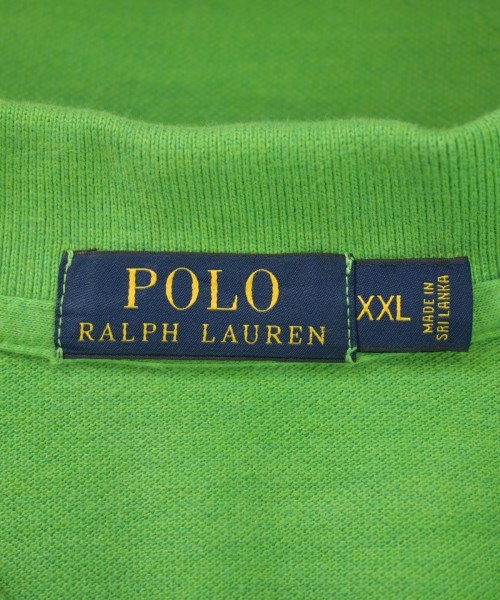 POLO
RALPH LAUREN
XXL
MADE IN
SRI LANKA